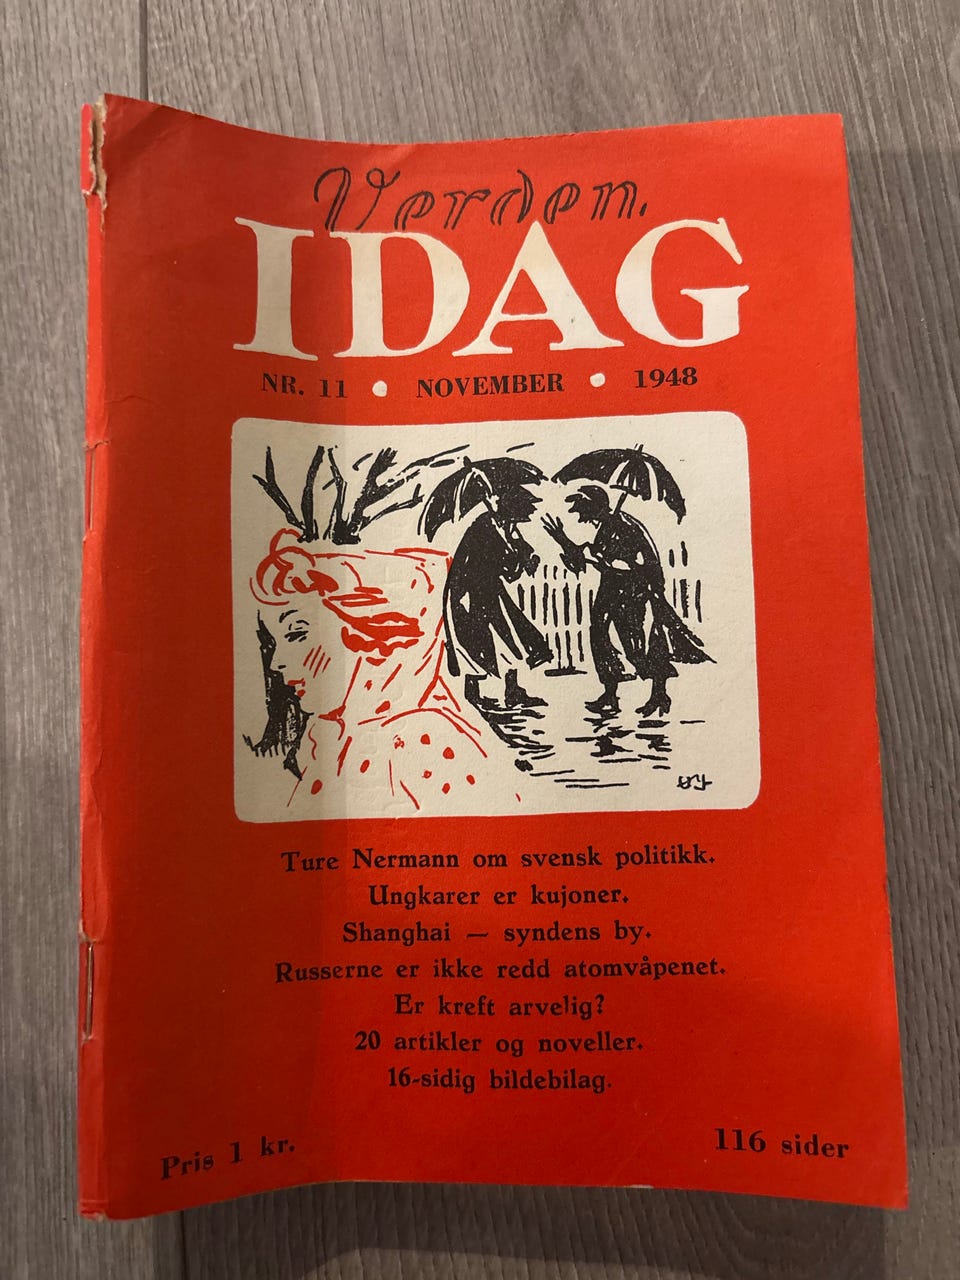 Verden
IDAG
NR. 11 • NOVEMBER • 1948
Ture Nermann om svensk politikk.
Ungkarer er kujoner.
Shanghai — syndens by.
Russerne er ikke redd atomvåpenet.
Er kreft arvelig?
20 artikler og noveller.
16-sidig bildebilag.
Pris 1 kr.
116 sider